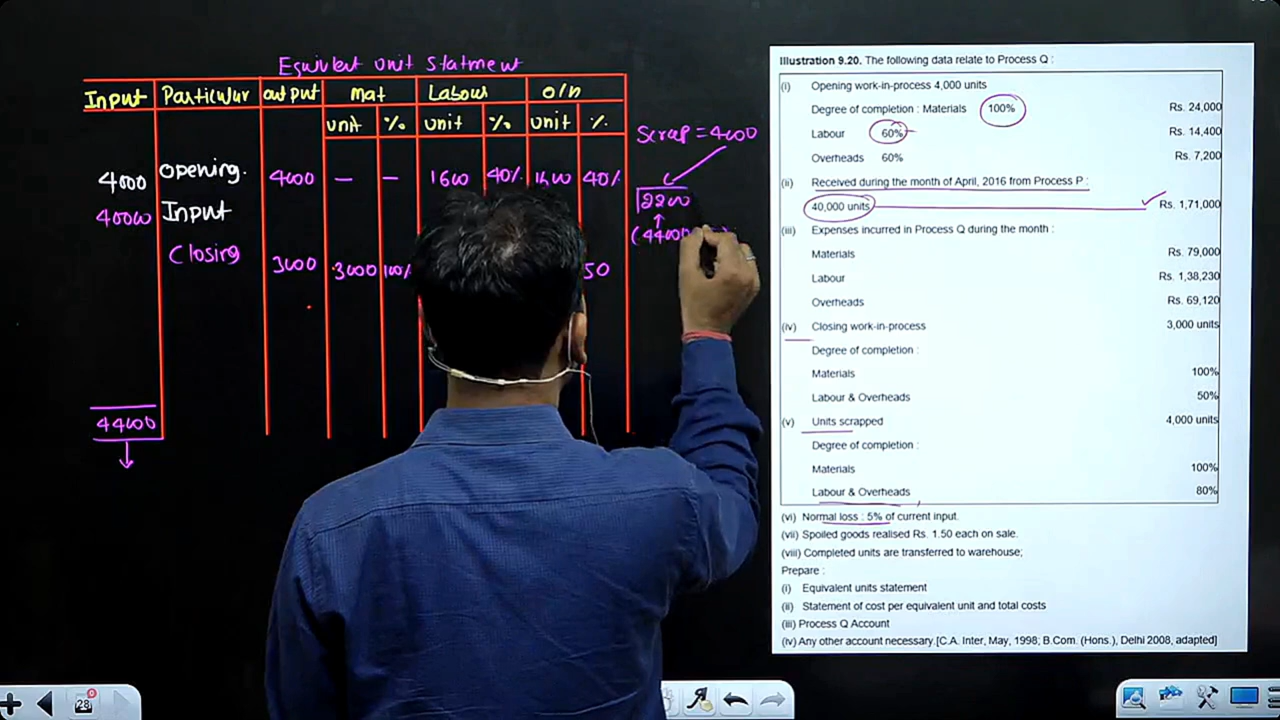 Equivlent unit Statment
Input Particular output Mat Labour O/H
unit % unit % unit %
4000 Opening. 4000 — — 1600 40% 1600 40%
40000 Input
Closing 3000 3000 100% 50
44000
Scrap = 4000
2200
(44000
Illustration 9.20. The following data relate to Process Q :
(i) Opening work-in-process 4,000 units
Degree of completion : Materials 100% Rs. 24,000
Labour 60% Rs. 14,400
Overheads 60% Rs. 7,200
(ii) Received during the month of April, 2016 from Process P :
40,000 units Rs. 1,71,000
(iii) Expenses incurred in Process Q during the month :
Materials Rs. 79,000
Labour Rs. 1,38,230
Overheads Rs. 69,120
(iv) Closing work-in-process 3,000 units
Degree of completion :
Materials 100%
Labour & Overheads 50%
(v) Units scrapped 4,000 units
Degree of completion :
Materials 100%
Labour & Overheads 80%
(vi) Normal loss : 5% of current input.
(vii) Spoiled goods realised Rs. 1.50 each on sale.
(viii) Completed units are transferred to warehouse;
Prepare :
(i) Equivalent units statement
(ii) Statement of cost per equivalent unit and total costs
(iii) Process Q Account
(iv) Any other account necessary.[C.A. Inter, May, 1998; B.Com. (Hons.), Delhi 2008, adapted]
28